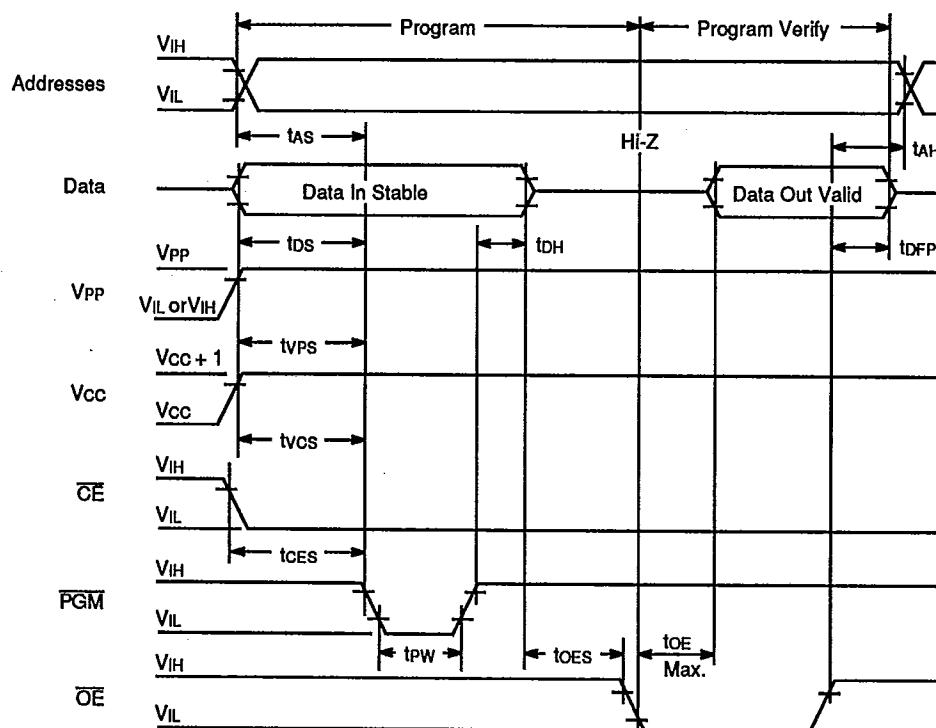 Program Program Verify
VIH
Addresses
VIL
tAS Hi-Z tAH
Data Data In Stable Data Out Valid
tDS tDH tDFP
VPP
VPP
VIL or VIH
tVPS
VCC + 1
VCC
VCC
tVCS
VIH
CE
VIL
tCES
VIH
PGM
VIL
tPW tOES tOE
Max.
VIH
OE
VIL